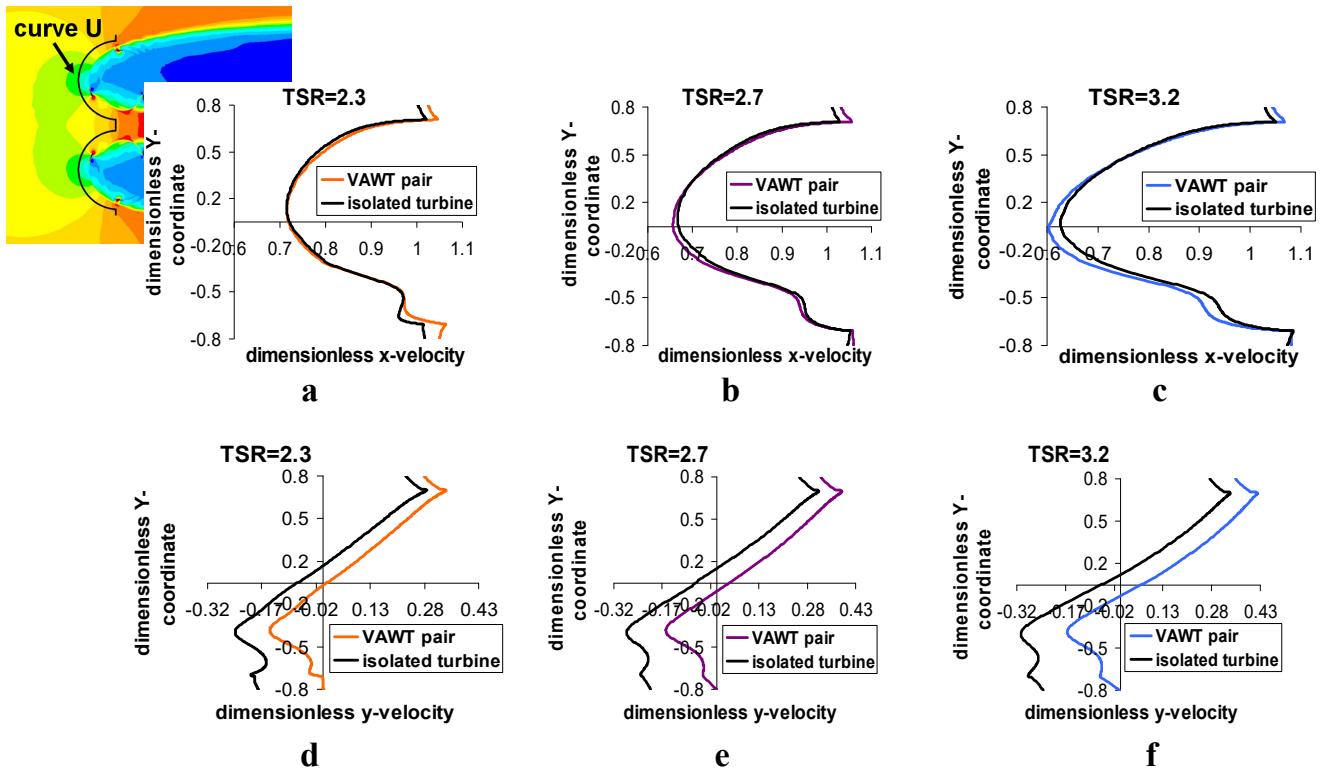 curve U
TSR=2.3
0.8
0.5
0.2
-0.2
-0.5
-0.8
0.6 0.7 0.8 0.9 1 1.1
dimensionless Y-
coordinate
VAWT pair
isolated turbine
dimensionless x-velocity
a
TSR=2.7
0.8
0.5
0.2
-0.2
-0.5
-0.8
0.6 0.7 0.8 0.9 1 1.1
dimensionless Y-
coordinate
VAWT pair
isolated turbine
dimensionless x-velocity
b
TSR=3.2
0.8
0.5
0.2
-0.2
-0.5
-0.8
0.6 0.7 0.8 0.9 1 1.1
dimensionless Y-
coordinate
VAWT pair
isolated turbine
dimensionless x-velocity
c
TSR=2.3
0.8
0.5
0.2
-0.2
-0.5
-0.8
-0.32 -0.17 -0.02 0.13 0.28 0.43
dimensionless Y-
coordinate
VAWT pair
isolated turbine
dimensionless y-velocity
d
TSR=2.7
0.8
0.5
0.2
-0.2
-0.5
-0.8
-0.32 -0.17 -0.02 0.13 0.28 0.43
dimensionless Y-
coordinate
VAWT pair
isolated turbine
dimensionless y-velocity
e
TSR=3.2
0.8
0.5
0.2
-0.2
-0.5
-0.8
-0.32 -0.17 -0.02 0.13 0.28 0.43
dimensionless Y-
coordinate
VAWT pair
isolated turbine
dimensionless y-velocity
f